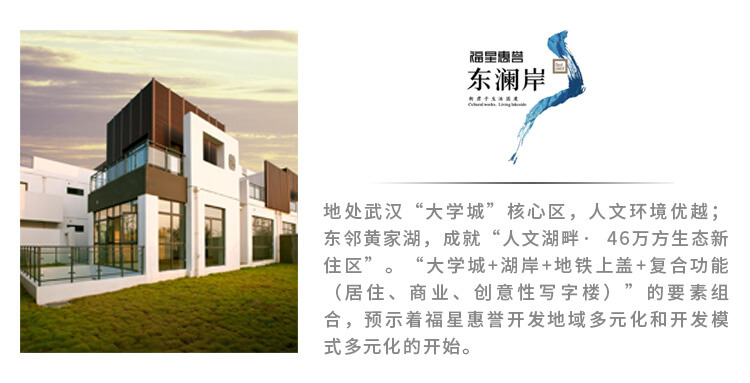 福星惠誉
东澜岸
Cultural works. Living lakeside
地处武汉“大学城”核心区，人文环境优越；
东邻黄家湖，成就“人文湖畔· 46万方生态新
住区”。“大学城+湖岸+地铁上盖+复合功能
（居住、商业、创意性写字楼）”的要素组
合，预示着福星惠誉开发地域多元化和开发模
式多元化的开始。